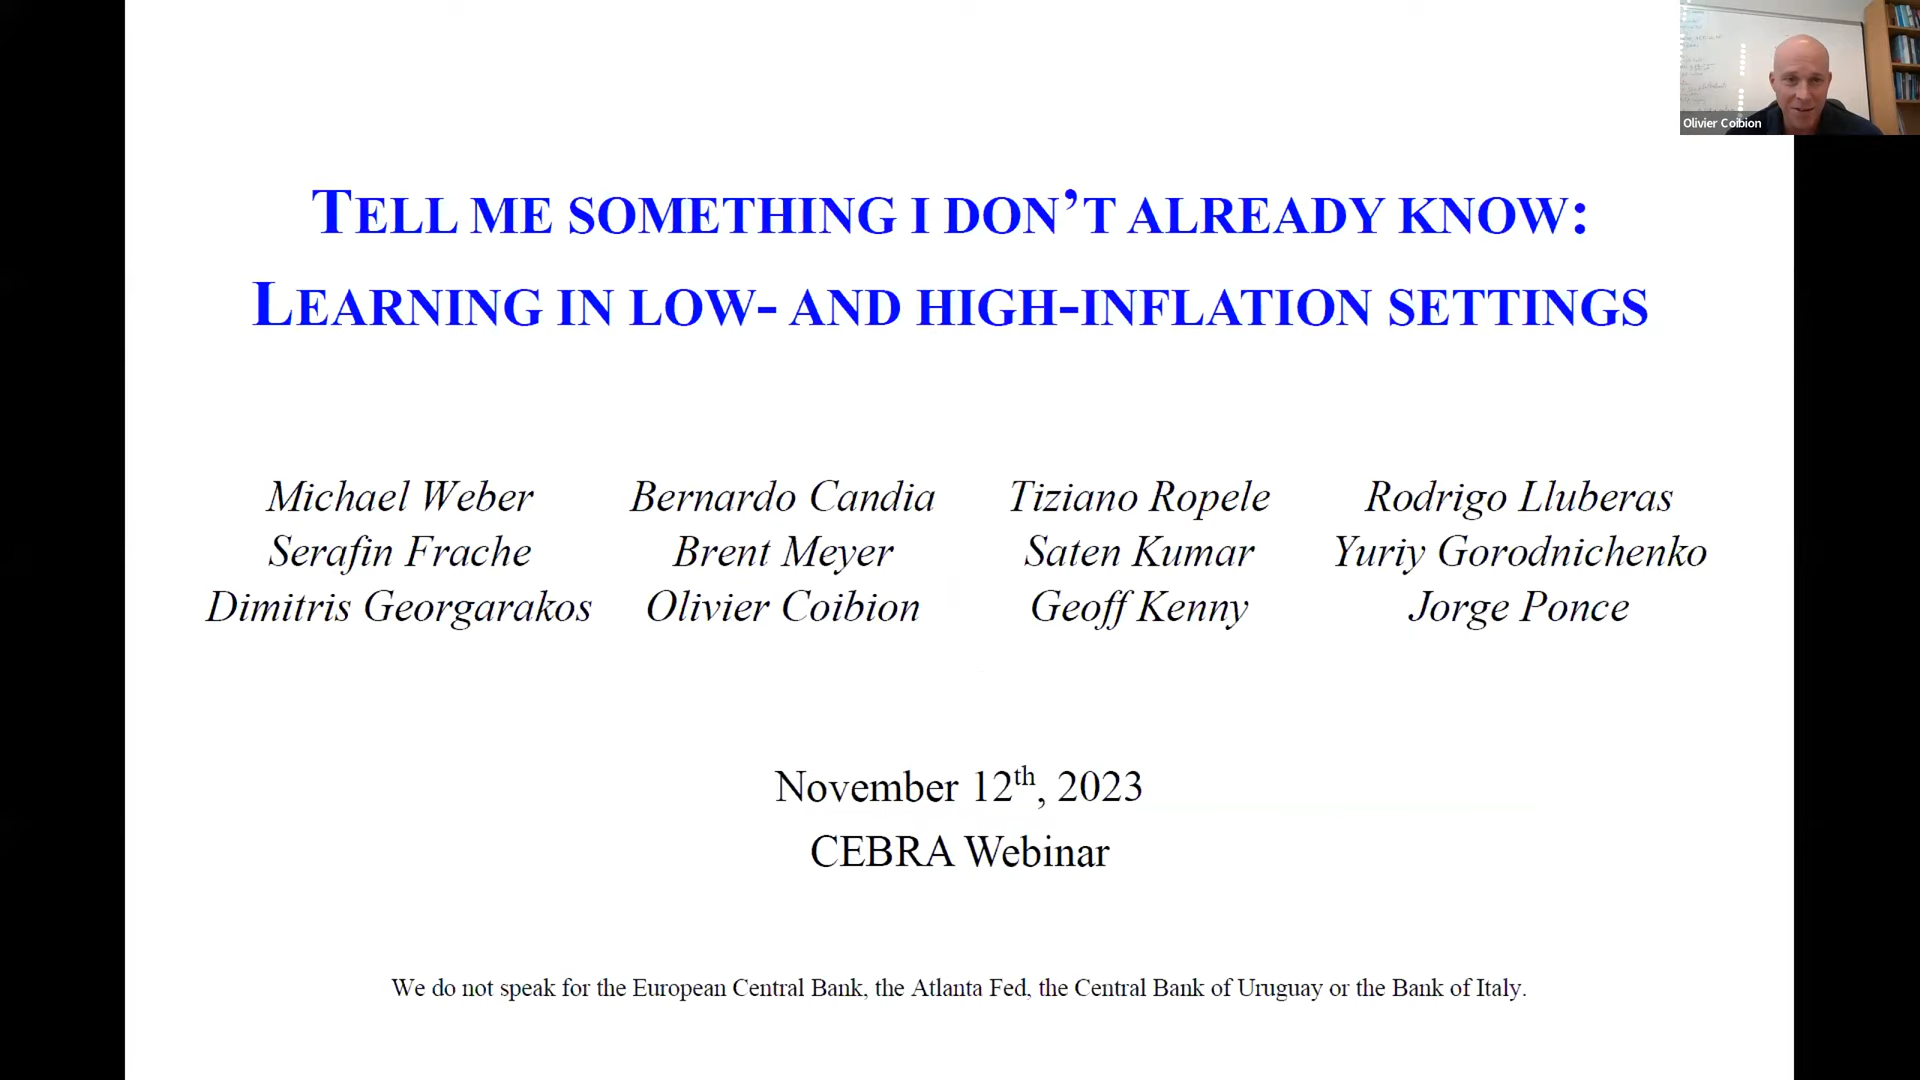 Olivier Coibion
TELL ME SOMETHING I DON'T ALREADY KNOW:
LEARNING IN LOW- AND HIGH-INFLATION SETTINGS
Michael Weber Bernardo Candia Tiziano Ropele Rodrigo Lluberas
Serafin Frache Brent Meyer Saten Kumar Yuriy Gorodnichenko
Dimitris Georgarakos Olivier Coibion Geoff Kenny Jorge Ponce
November 12th, 2023
CEBRA Webinar
We do not speak for the European Central Bank, the Atlanta Fed, the Central Bank of Uruguay or the Bank of Italy.